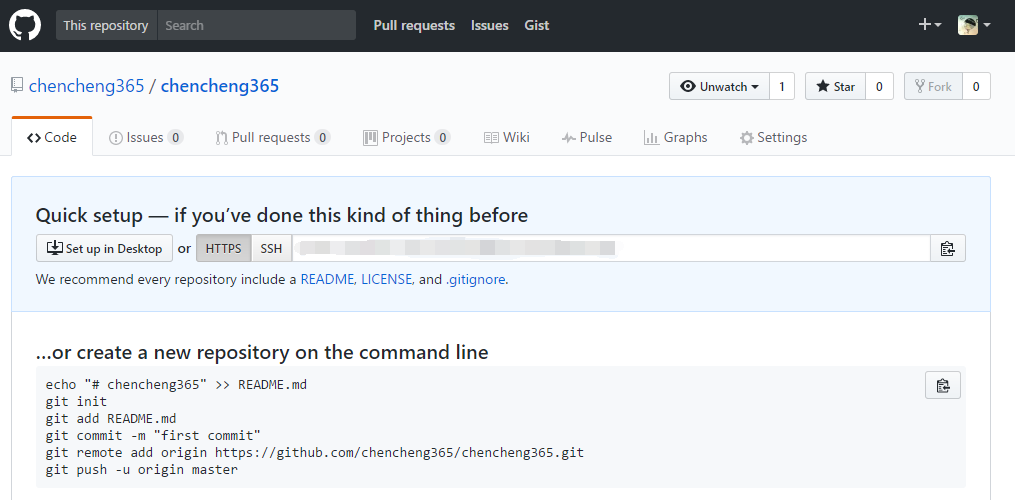 This repository Search Pull requests Issues Gist
chencheng365 / chencheng365 Unwatch 1 Star 0 Fork 0
Code Issues 0 Pull requests 0 Projects 0 Wiki Pulse Graphs Settings
Quick setup — if you’ve done this kind of thing before
Set up in Desktop or HTTPS SSH
We recommend every repository include a README, LICENSE, and .gitignore.
…or create a new repository on the command line
echo "# chencheng365" >> README.md
git init
git add README.md
git commit -m "first commit"
git remote add origin https://github.com/chencheng365/chencheng365.git
git push -u origin master